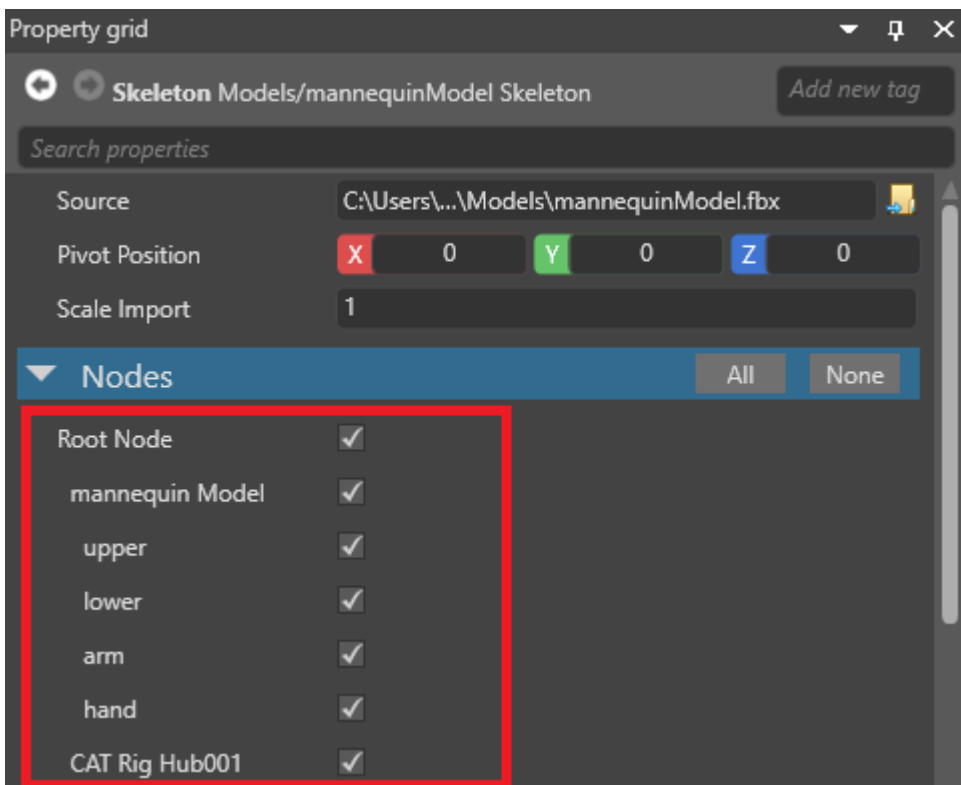 Property grid
Skeleton Models/mannequinModel Skeleton Add new tag
Search properties
Source C:\Users\...\Models\mannequinModel.fbx
Pivot Position X 0 Y 0 Z 0
Scale Import 1
Nodes All None
Root Node
mannequin Model
upper
lower
arm
hand
CAT Rig Hub001